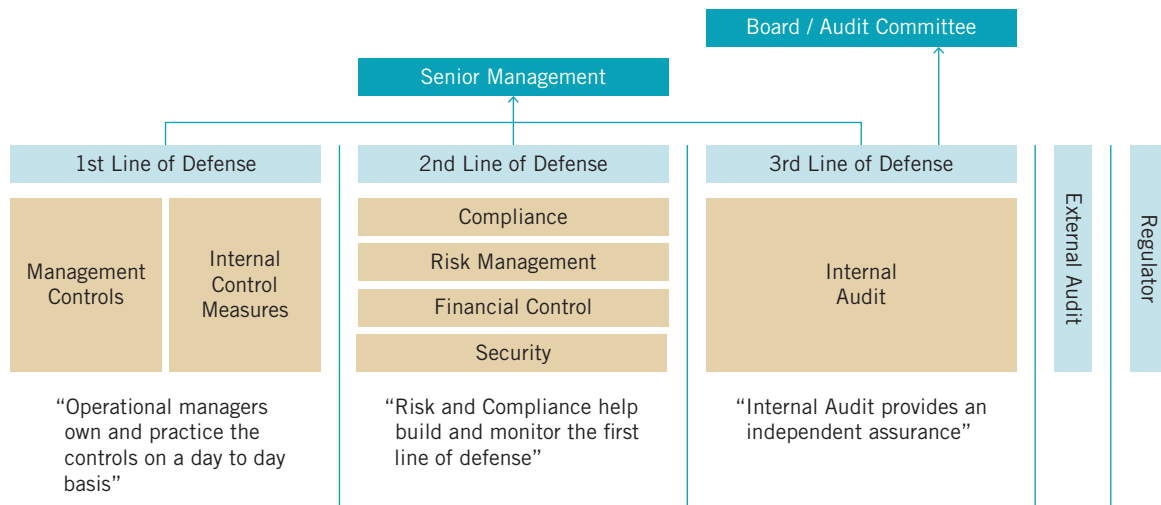 Board / Audit Committee
Senior Management
1st Line of Defense
2nd Line of Defense
3rd Line of Defense
Management
Controls
Internal
Control
Measures
Compliance
Risk Management
Financial Control
Security
Internal
Audit
External Audit
Regulator
“Operational managers
own and practice the
controls on a day to day
basis”
“Risk and Compliance help
build and monitor the first
line of defense”
“Internal Audit provides an
independent assurance”